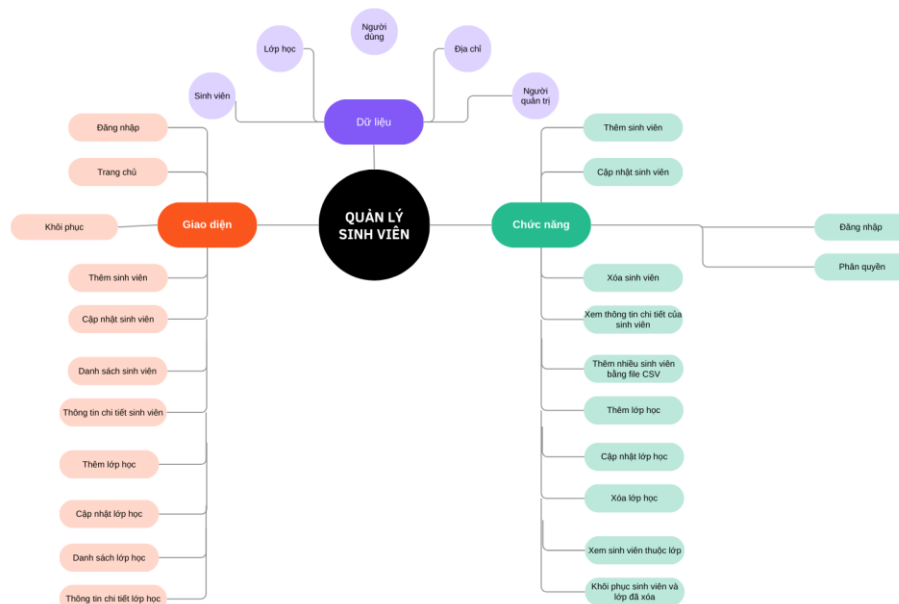 Người
dùng
Lớp học
Địa chỉ
Sinh viên
Người
quản trị
Dữ liệu
QUẢN LÝ
SINH VIÊN
Giao diện
Đăng nhập
Trang chủ
Khôi phục
Thêm sinh viên
Cập nhật sinh viên
Danh sách sinh viên
Thông tin chi tiết sinh viên
Thêm lớp học
Cập nhật lớp học
Danh sách lớp học
Thông tin chi tiết lớp học
Chức năng
Thêm sinh viên
Cập nhật sinh viên
Đăng nhập
Phân quyền
Xóa sinh viên
Xem thông tin chi tiết của
sinh viên
Thêm nhiều sinh viên
bằng file CSV
Thêm lớp học
Cập nhật lớp học
Xóa lớp học
Xem sinh viên thuộc lớp
Khôi phục sinh viên và
lớp đã xóa